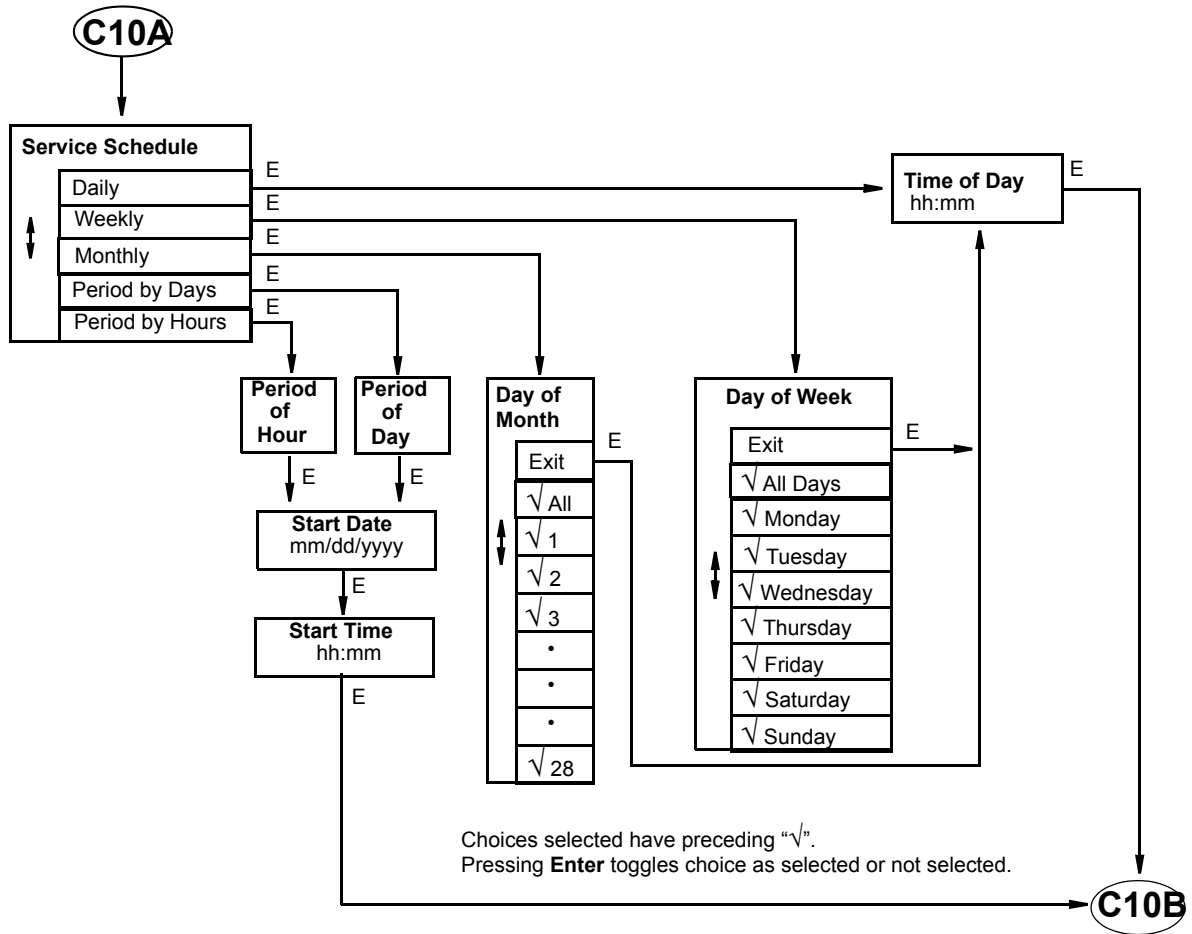 C10A
Service Schedule
Daily
E
Weekly
E
Monthly
E
Period by Days
E
Period by Hours
E
Time of Day
hh:mm
E
Period
of
Hour
E
Period
of
Day
E
Start Date
mm/dd/yyyy
E
Start Time
hh:mm
E
Day of
Month
Exit
E
√ All
√ 1
√ 2
√ 3
•
•
•
√ 28
Day of Week
Exit
E
√ All Days
√ Monday
√ Tuesday
√ Wednesday
√ Thursday
√ Friday
√ Saturday
√ Sunday
Choices selected have preceding “√”.
Pressing Enter toggles choice as selected or not selected.
C10B